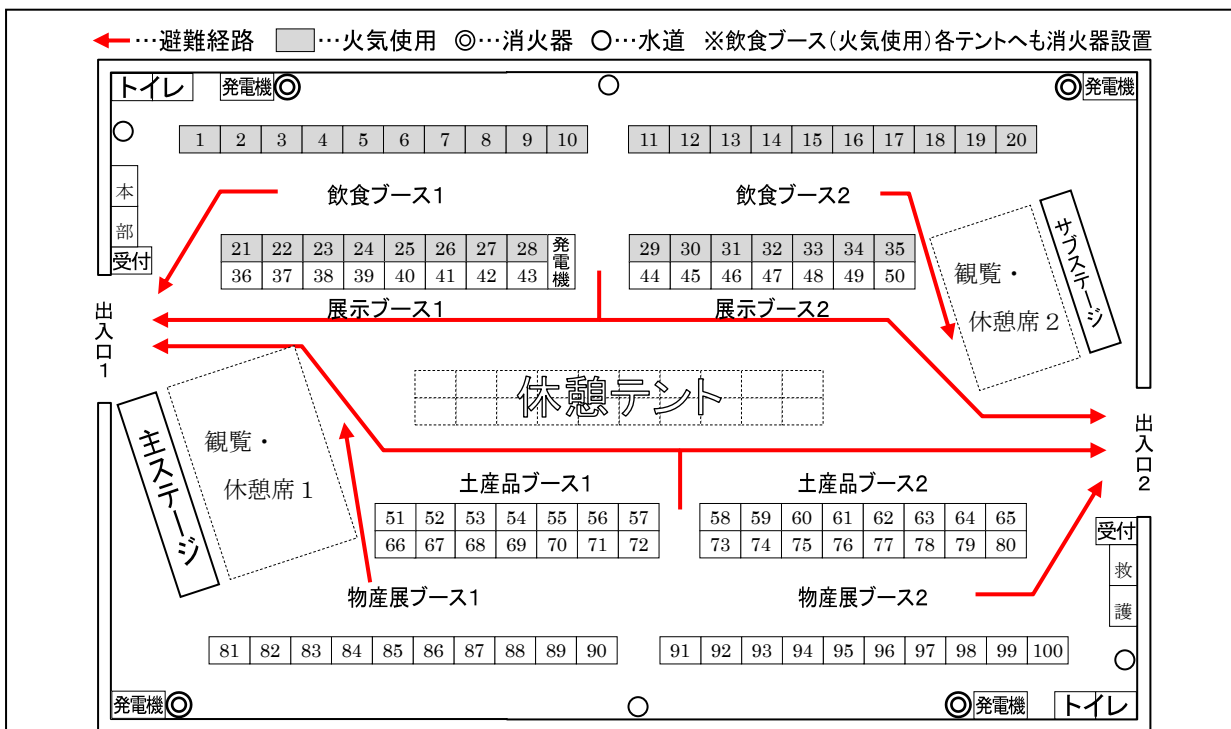 …避難経路 …火気使用 ◎…消火器 ○…水道 ※飲食ブース(火気使用)各テントへも消火器設置
トイレ 発電機 発電機
1 2 3 4 5 6 7 8 9 10 11 12 13 14 15 16 17 18 19 20
本部
受付
飲食ブース1 飲食ブース2
サブステージ
21 22 23 24 25 26 27 28 発電機 29 30 31 32 33 34 35
36 37 38 39 40 41 42 43 44 45 46 47 48 49 50
観覧・
休憩席2
展示ブース1 展示ブース2
出入口1
休憩テント
主ステージ
観覧・
休憩席1
出入口2
土産品ブース1 土産品ブース2
51 52 53 54 55 56 57 58 59 60 61 62 63 64 65
66 67 68 69 70 71 72 73 74 75 76 77 78 79 80
受付
救護
物産展ブース1 物産展ブース2
81 82 83 84 85 86 87 88 89 90 91 92 93 94 95 96 97 98 99 100
発電機 発電機 トイレ